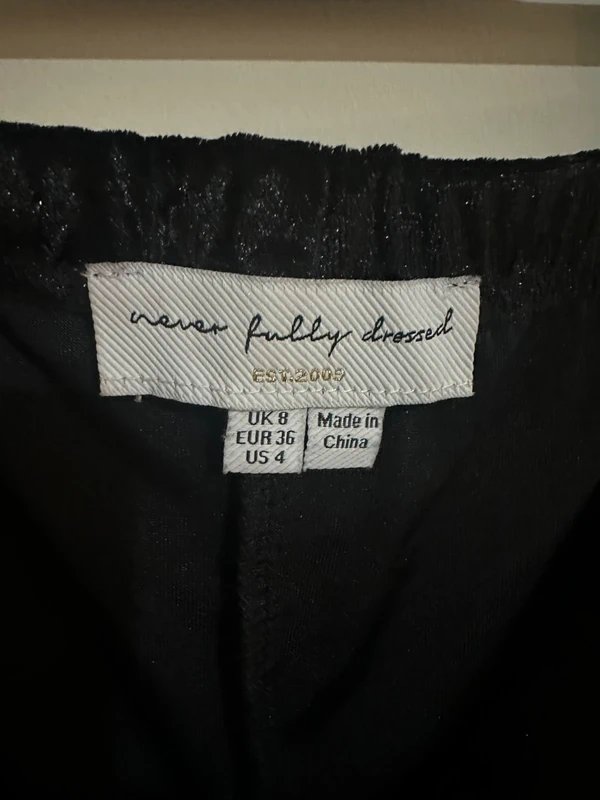 never fully dressed
EST.2009
UK 8
EUR 36
US 4
Made in
China